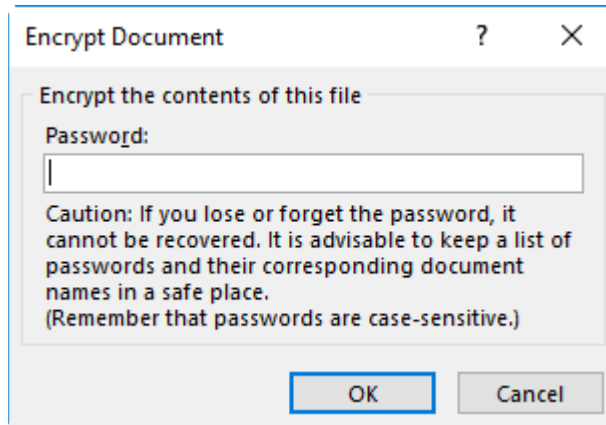 Encrypt Document
?
Encrypt the contents of this file
Password:
Caution: If you lose or forget the password, it
cannot be recovered. It is advisable to keep a list of
passwords and their corresponding document
names in a safe place.
(Remember that passwords are case-sensitive.)
OK
Cancel